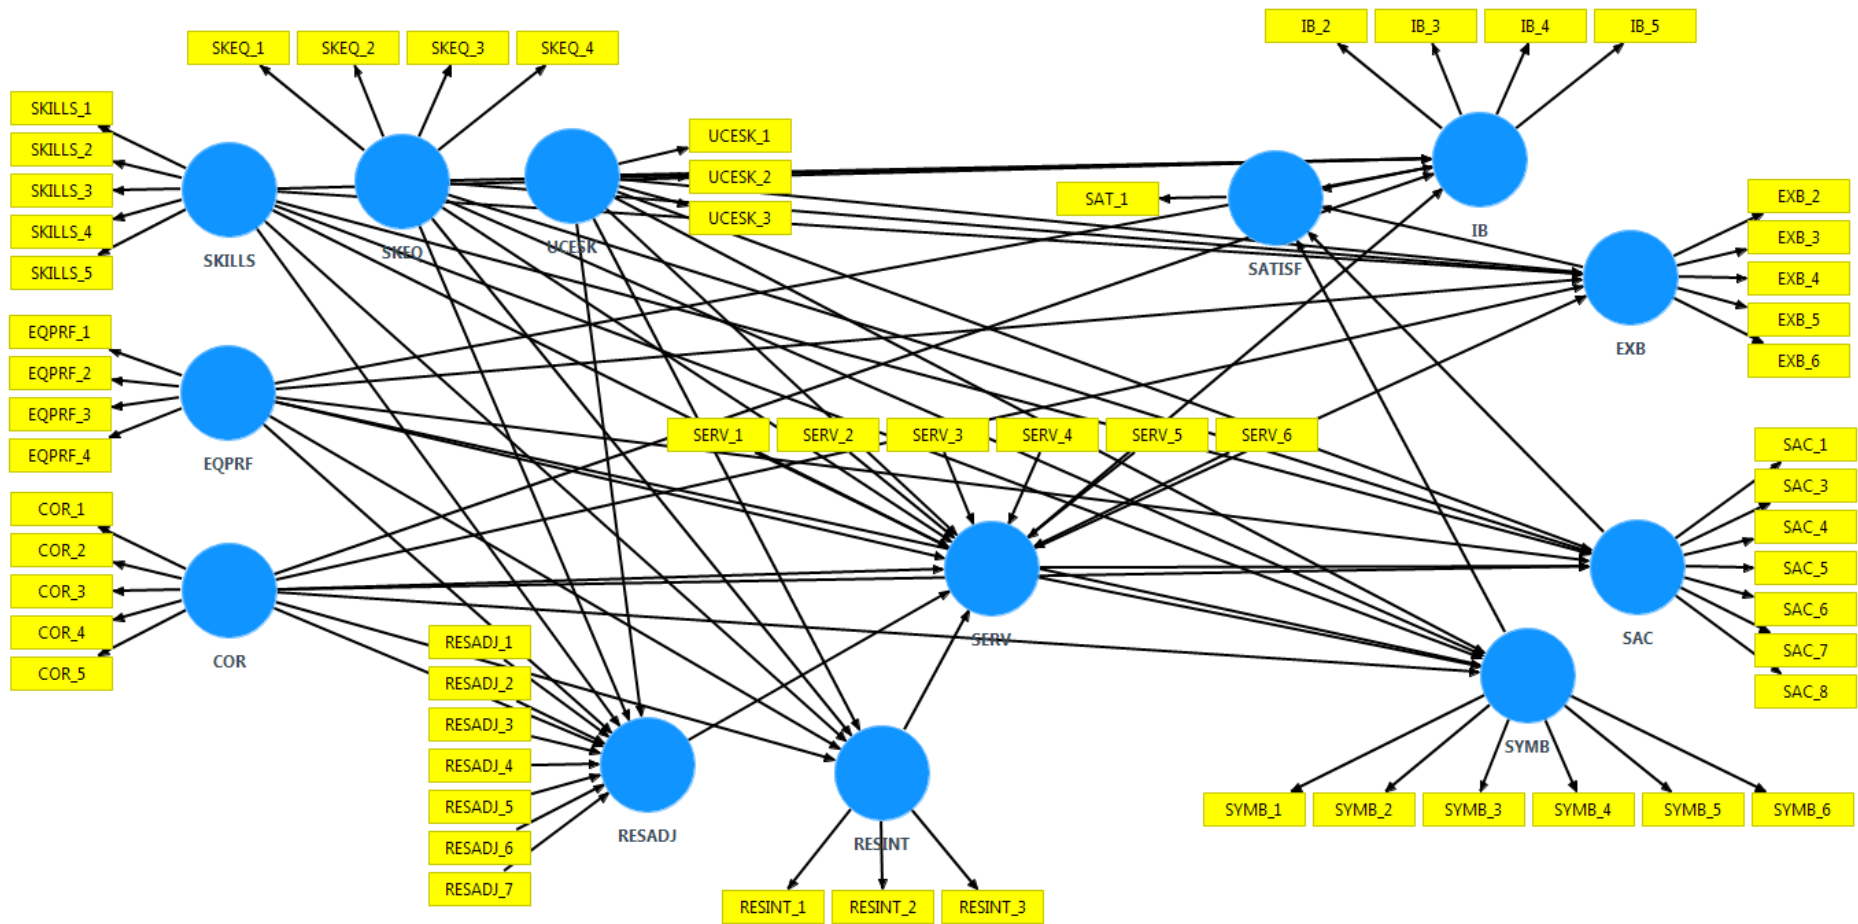 IB_2
IB_3
IB_4
IB_5
SKEQ_1
SKEQ_2
SKEQ_3
SKEQ_4
SKILLS_1
SKILLS_2
SKILLS_3
SKILLS_4
SKILLS_5
SKILLS
SKEQ
UCESK
UCESK_1
UCESK_2
UCESK_3
SAT_1
SATISF
IB
EXB_2
EXB_3
EXB_4
EXB_5
EXB_6
EXB
EQPRF_1
EQPRF_2
EQPRF_3
EQPRF_4
EQPRF
SERV_1
SERV_2
SERV_3
SERV_4
SERV_5
SERV_6
SERV
SAC_1
SAC_3
SAC_4
SAC_5
SAC_6
SAC_7
SAC_8
SAC
COR_1
COR_2
COR_3
COR_4
COR_5
COR
RESADJ_1
RESADJ_2
RESADJ_3
RESADJ_4
RESADJ_5
RESADJ_6
RESADJ_7
RESADJ
RESINT
RESINT_1
RESINT_2
RESINT_3
SYMB
SYMB_1
SYMB_2
SYMB_3
SYMB_4
SYMB_5
SYMB_6